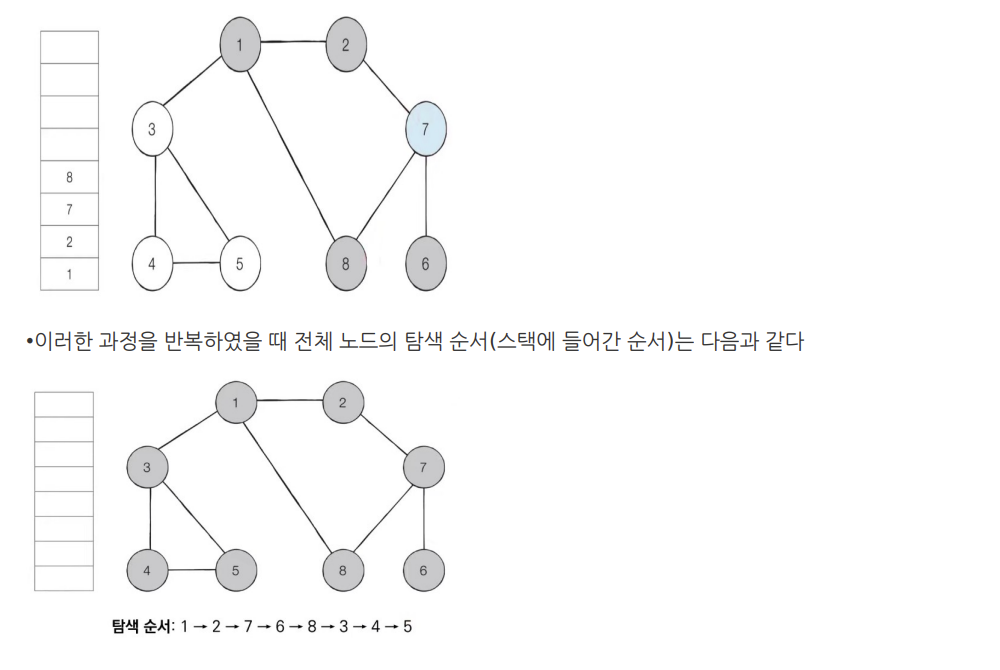 1 2
3 7
8
7
2
1
4 5 8 6
•이러한 과정을 반복하였을 때 전체 노드의 탐색 순서(스택에 들어간 순서)는 다음과 같다
1 2
3 7
4 5 8 6
탐색 순서: 1 → 2 → 7 → 6 → 8 → 3 → 4 → 5